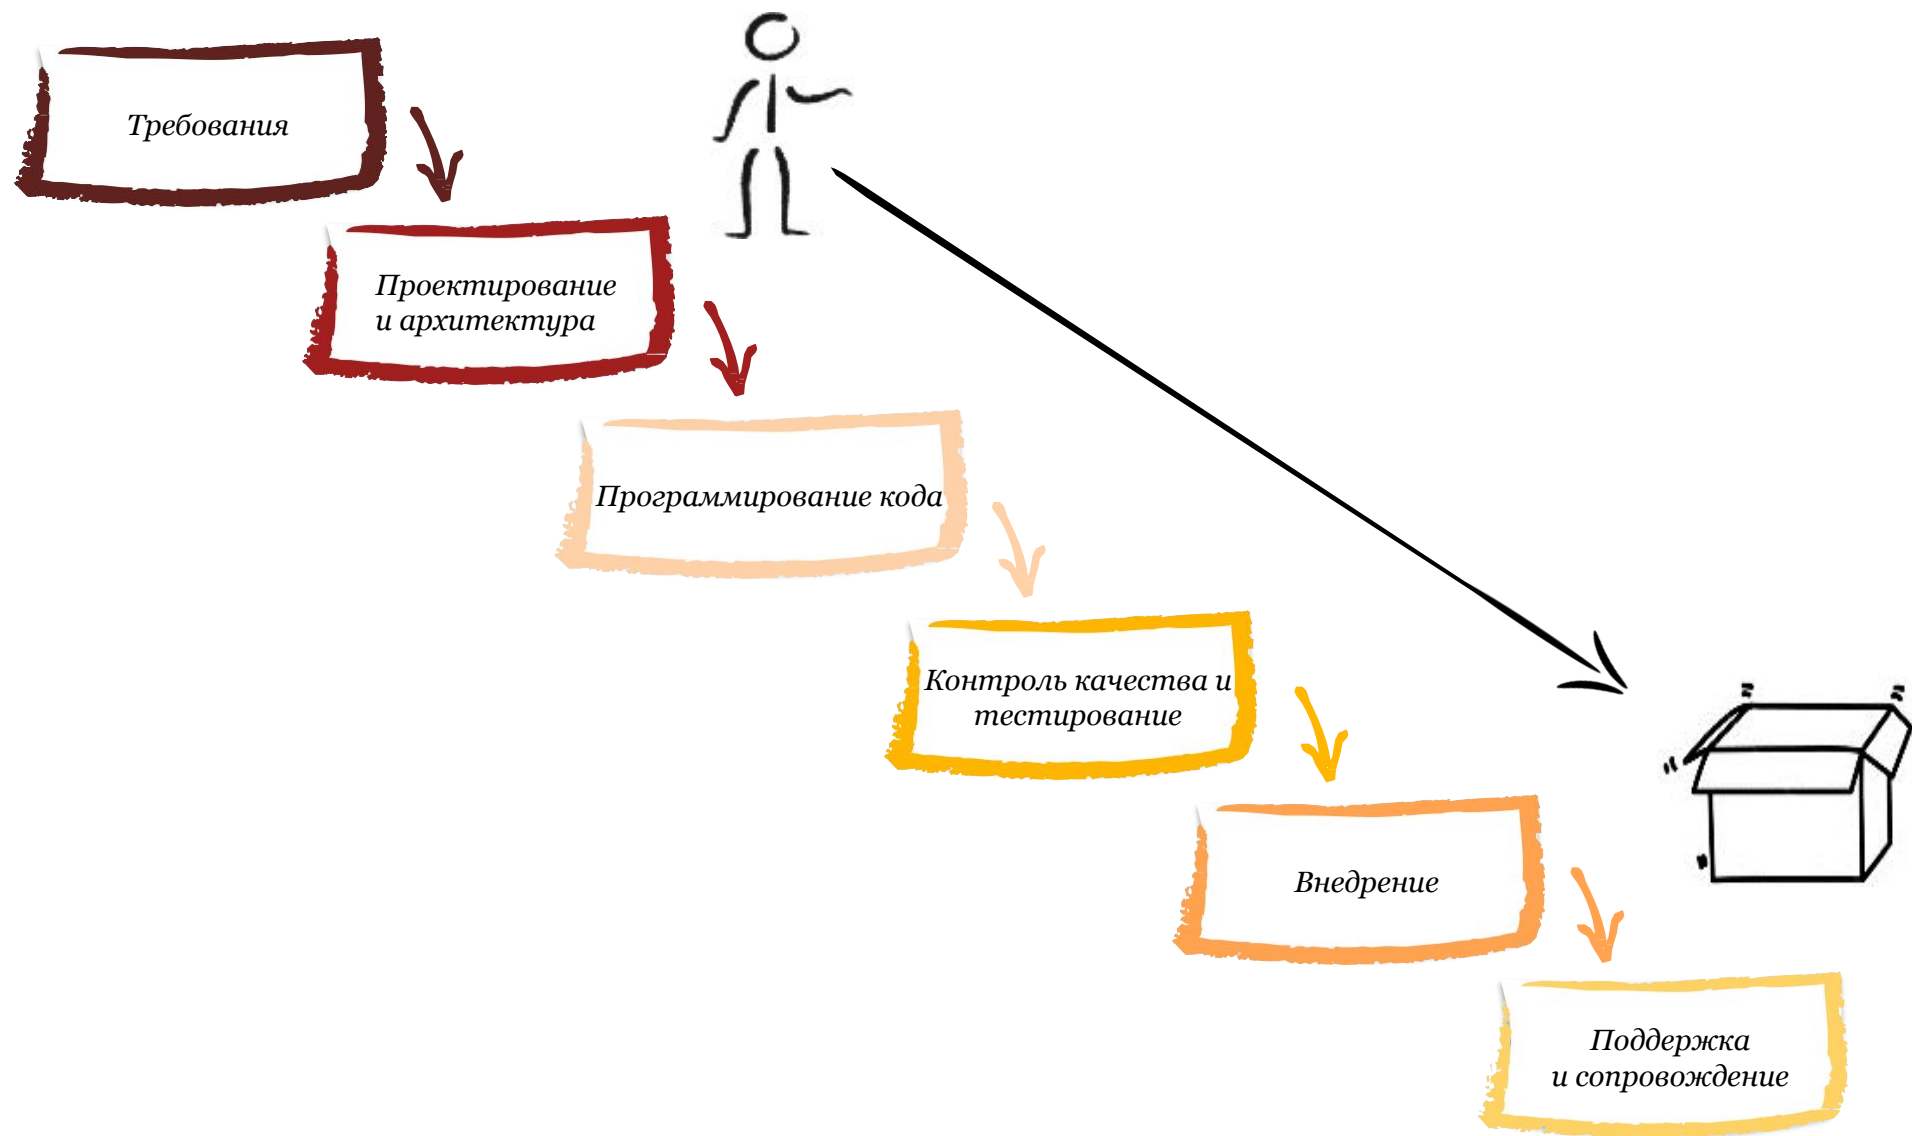 Требования
Проектирование
и архитектура
Программирование кода
Контроль качества и
тестирование
Внедрение
Поддержка
и сопровождение